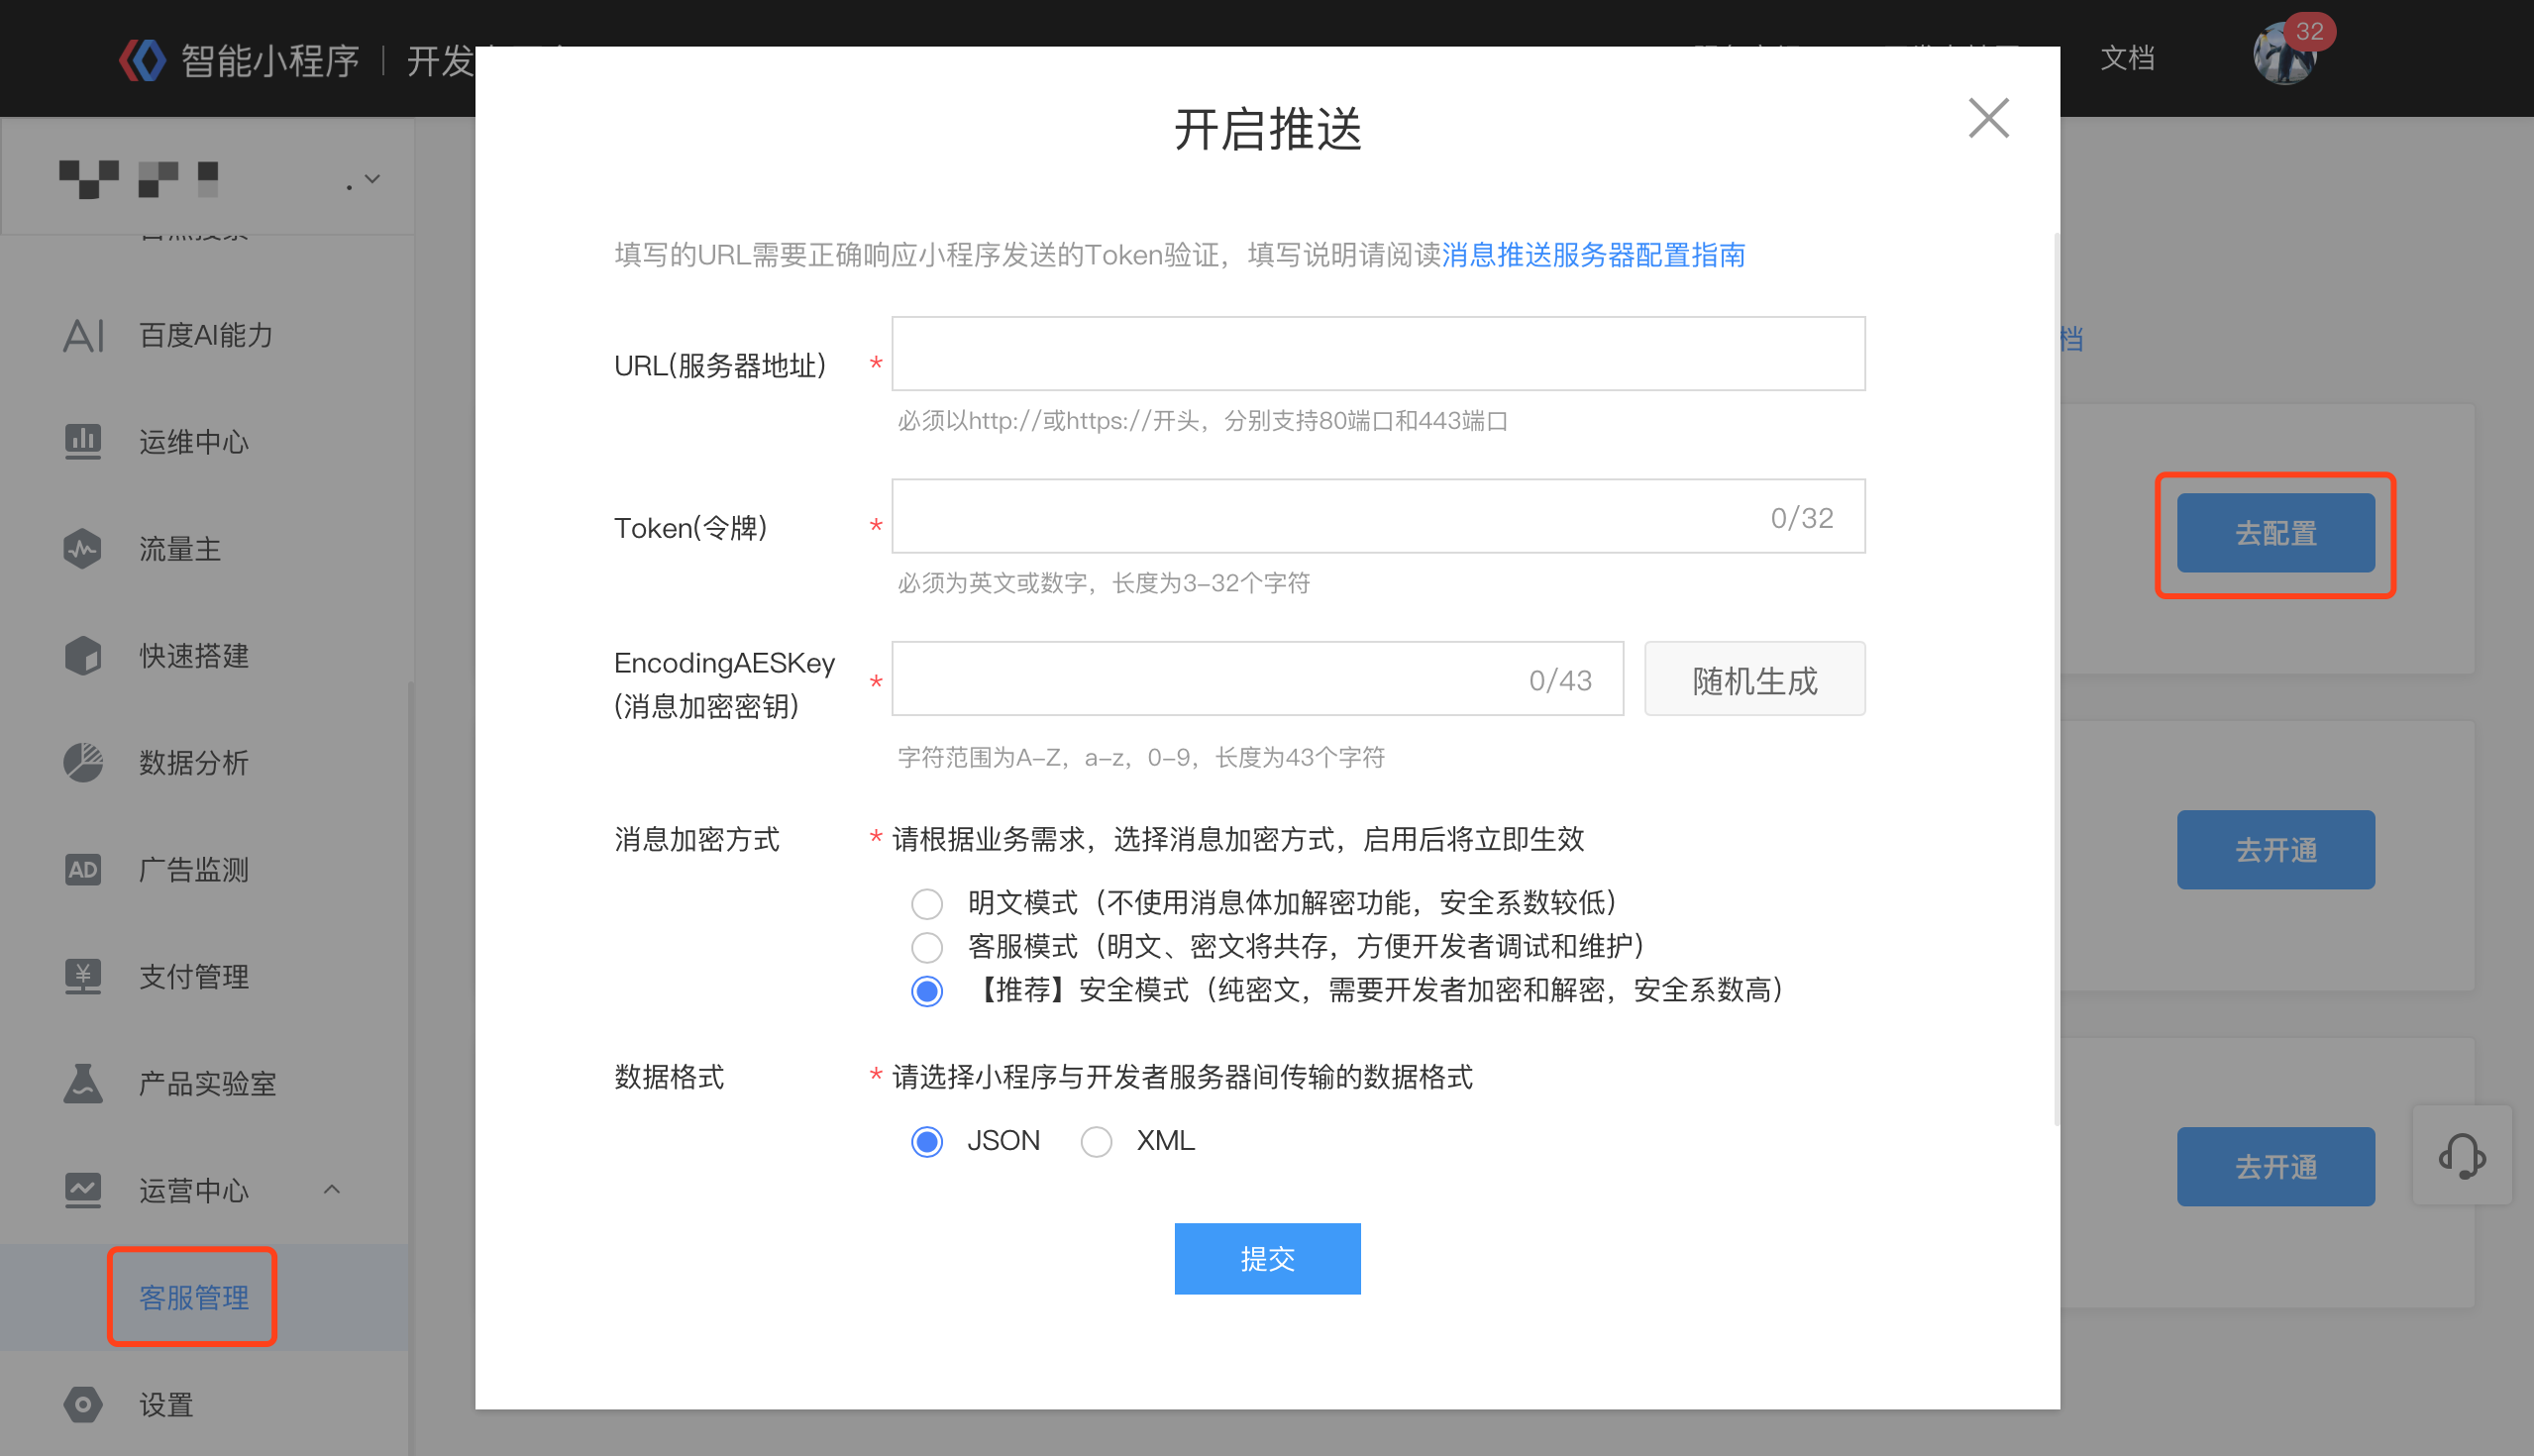 智能小程序
开发
文档
32
百度AI能力
运维中心
流量主
快速搭建
数据分析
AD
广告监测
¥
支付管理
产品实验室
运营中心
客服管理
设置
开启推送
填写的URL需要正确响应小程序发送的Token验证，填写说明请阅读消息推送服务器配置指南
URL(服务器地址) *
必须以http://或https://开头，分别支持80端口和443端口
Token(令牌) *
0/32
必须为英文或数字，长度为3-32个字符
EncodingAESKey
(消息加密密钥) *
0/43
随机生成
字符范围为A-Z，a-z，0-9，长度为43个字符
消息加密方式 * 请根据业务需求，选择消息加密方式，启用后将立即生效
明文模式（不使用消息体加解密功能，安全系数较低）
客服模式（明文、密文将共存，方便开发者调试和维护）
【推荐】安全模式（纯密文，需要开发者加密和解密，安全系数高）
数据格式 * 请选择小程序与开发者服务器间传输的数据格式
JSON XML
提交
档
去配置
去开通
去开通